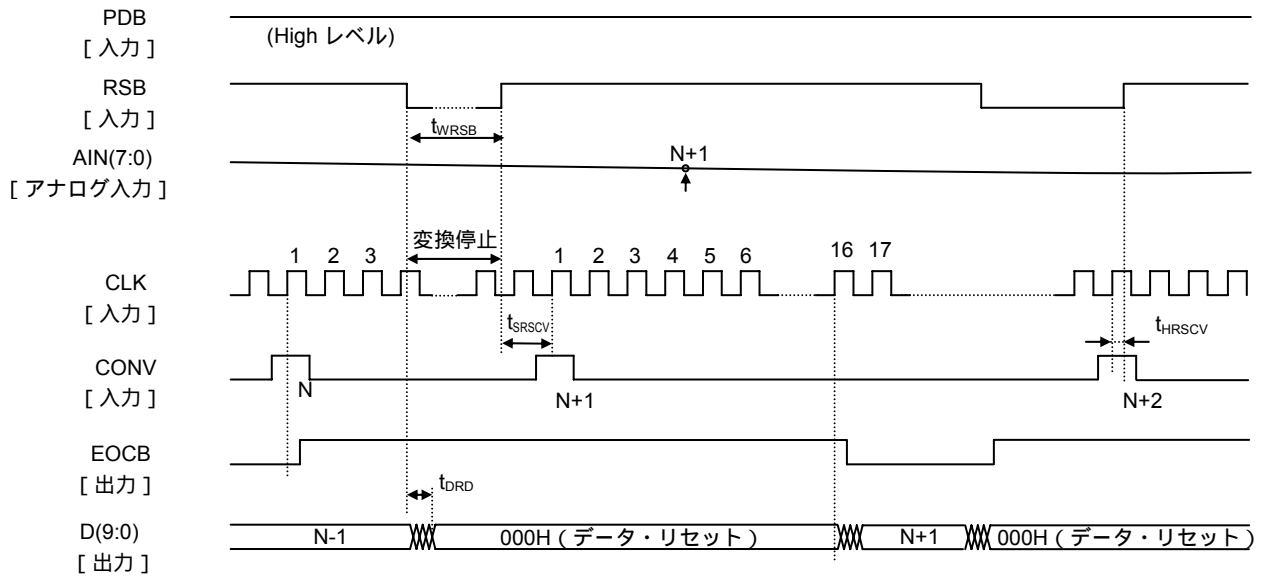 PDB
[ 入力 ]
(High レベル)
RSB
[ 入力 ]
tWRSB
AIN(7:0)
[ アナログ入力 ]
N+1
変換停止
1 2 3 1 2 3 4 5 6 16 17
CLK
[ 入力 ]
tSRSCV
tHRSCV
CONV
[ 入力 ]
N
N+1
N+2
EOCB
[ 出力 ]
tDRD
D(9:0)
[ 出力 ]
N-1
000H ( データ・リセット )
N+1
000H ( データ・リセット )